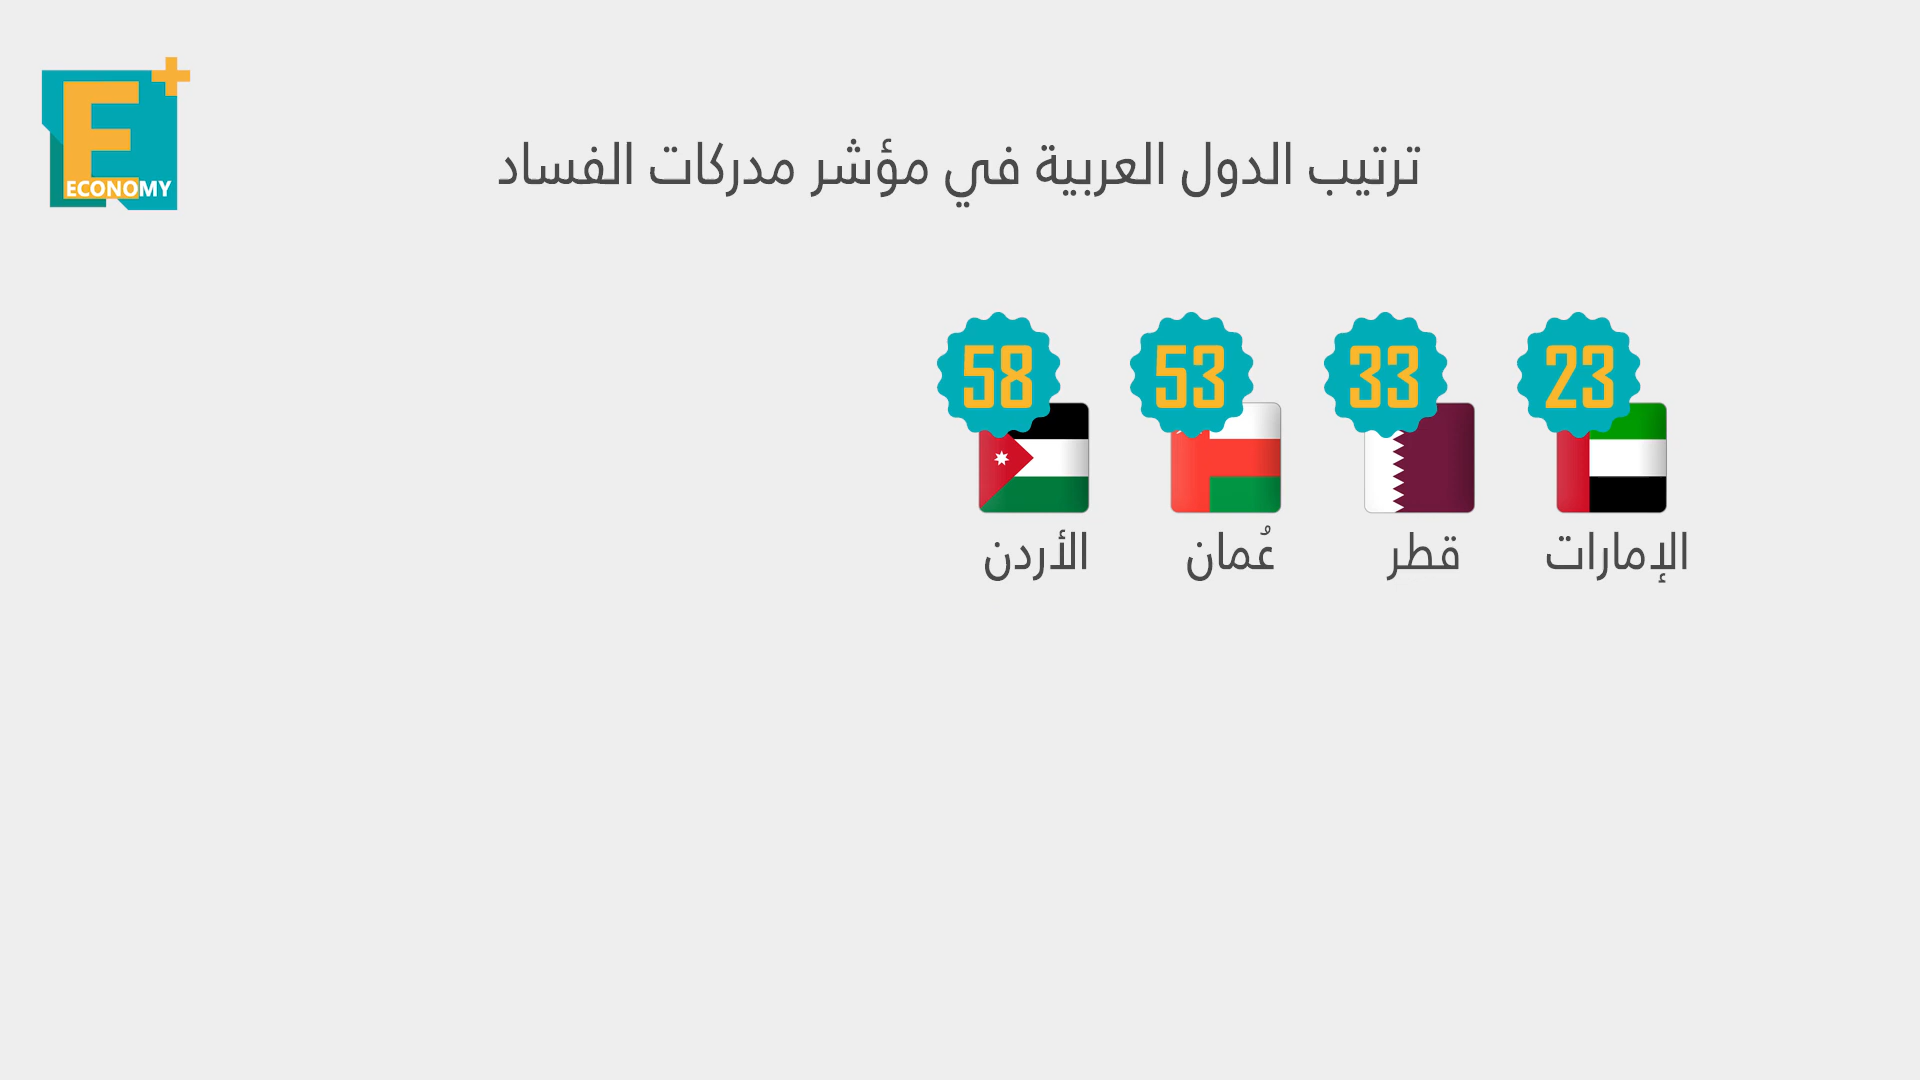 E+
ECONOMY
ترتيب الدول العربية في مؤشر مدركات الفساد
23
33
53
58
الإمارات
قطر
عُمان
الأردن